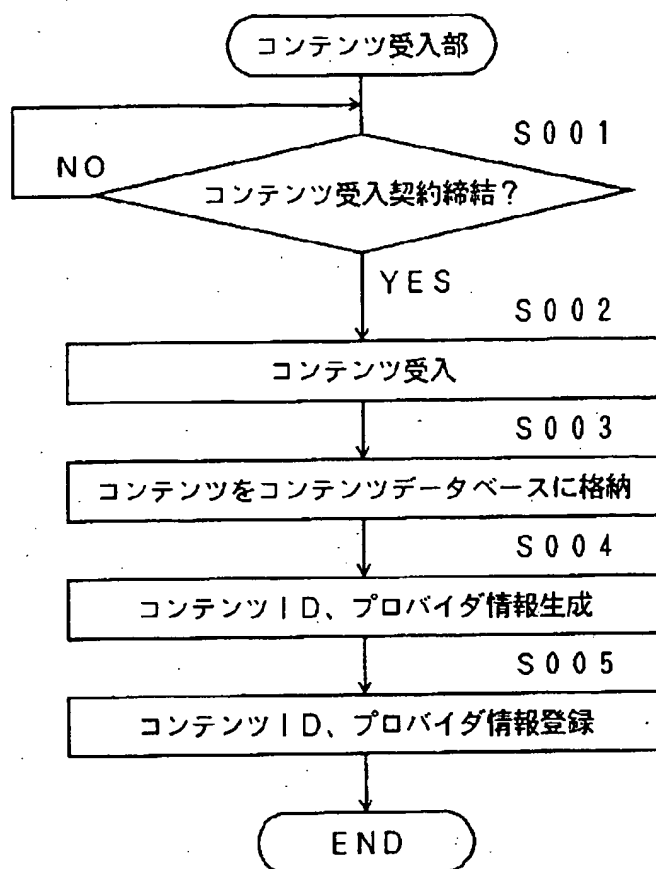 コンテンツ受入部
S001
NO
コンテンツ受入契約締結?
YES
S002
コンテンツ受入
S003
コンテンツをコンテンツデータベースに格納
S004
コンテンツID、プロバイダ情報生成
S005
コンテンツID、プロバイダ情報登録
END